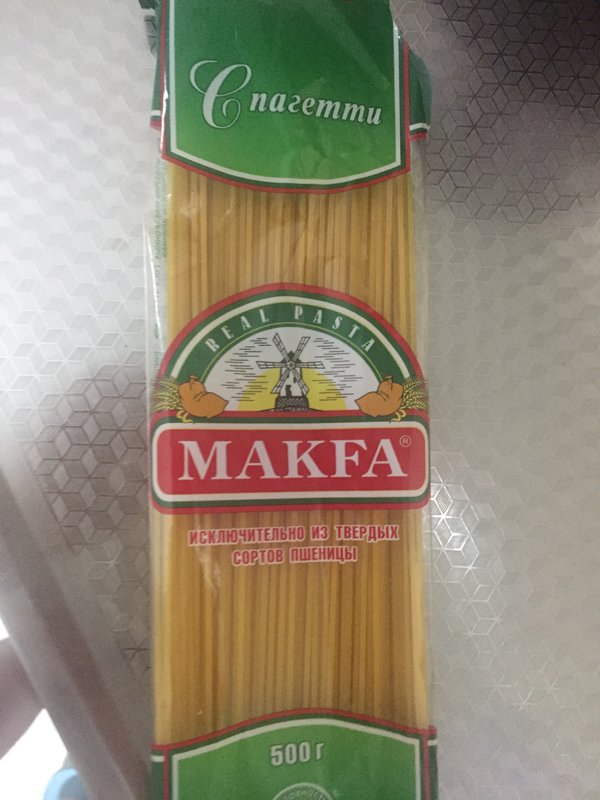 Спагетти
REAL PASTA
MAKFA®
ИСКЛЮЧИТЕЛЬНО ИЗ ТВЕРДЫХ
СОРТОВ ПШЕНИЦЫ
500 г